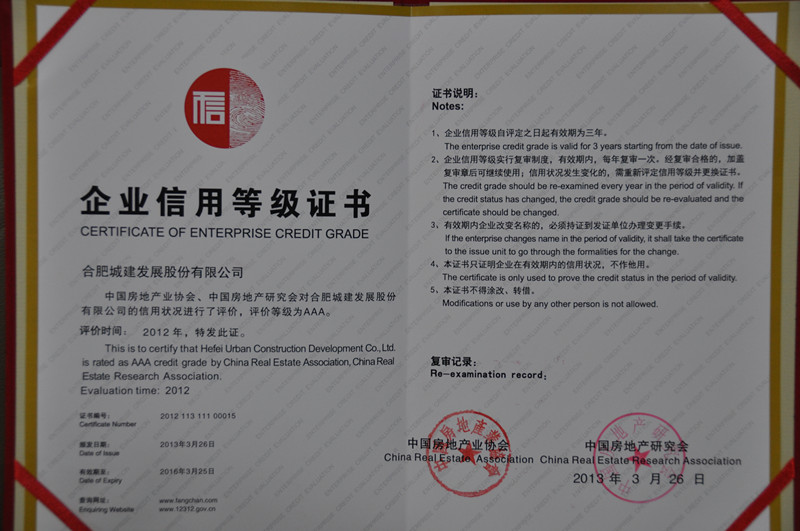 信
企业信用等级证书
CERTIFICATE OF ENTERPRISE CREDIT GRADE
合肥城建发展股份有限公司
中国房地产业协会、中国房地产研究会对合肥城建发展股份
有限公司的信用状况进行了评价，评价等级为AAA。
评价时间： 2012 年，特发此证。
This is to certify that Hefei Urban Construction Development Co.,Ltd.
is rated as AAA credit grade by China Real Estate Association,China Real
Estate Research Association.
Evaluation time: 2012
证书编号： 2012 113 111 00015
Certificate Number
颁发日期： 2013年3月26日
Date of Issue
有效期至： 2016年3月25日
Date of Expiry
查询网址： www.fangchan.com
Enquiring Website www.12312.gov.cn
证书说明：
Notes:
1、企业信用等级自评定之日起有效期为三年。
The enterprise credit grade is valid for 3 years starting from the date of issue.
2、企业信用等级实行复审制度，有效期内，每年复审一次。经复审合格的，加盖
复审章后可继续使用；信用状况发生变化的，需重新评定信用等级并更换证书。
The credit grade should be re-examined every year in the period of validity. If
the credit status has changed, the credit grade should be re-evaluated and the
certificate should be changed.
3、有效期内企业改变名称的，必须持证到发证单位办理变更手续。
If the enterprise changes name in the period of validity, it shall take the certificate
to the issue unit to go through the formalities for the change.
4、本证书只证明企业在有效期内的信用状况，不作他用。
The certificate is only used to prove the credit status in the period of validity.
5、本证书不得涂改、转借。
Modifications or use by any other person is not allowed.
复审记录：
Re-examination record:
中国房地产业协会 中国房地产研究会
China Real Estate Association China Real Estate Research Association
2013 年 3 月 26 日